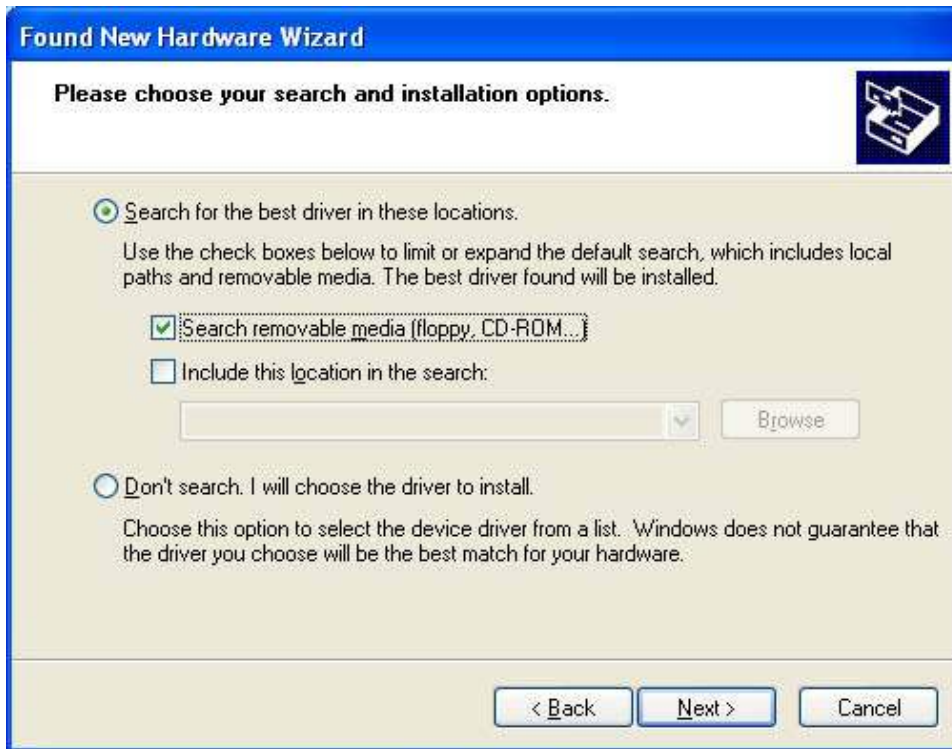 Found New Hardware Wizard
Please choose your search and installation options.
Search for the best driver in these locations.
Use the check boxes below to limit or expand the default search, which includes local
paths and removable media. The best driver found will be installed.
Search removable media (floppy, CD-ROM...)
Include this location in the search:
Browse
Don't search. I will choose the driver to install.
Choose this option to select the device driver from a list. Windows does not guarantee that
the driver you choose will be the best match for your hardware.
< Back Next > Cancel